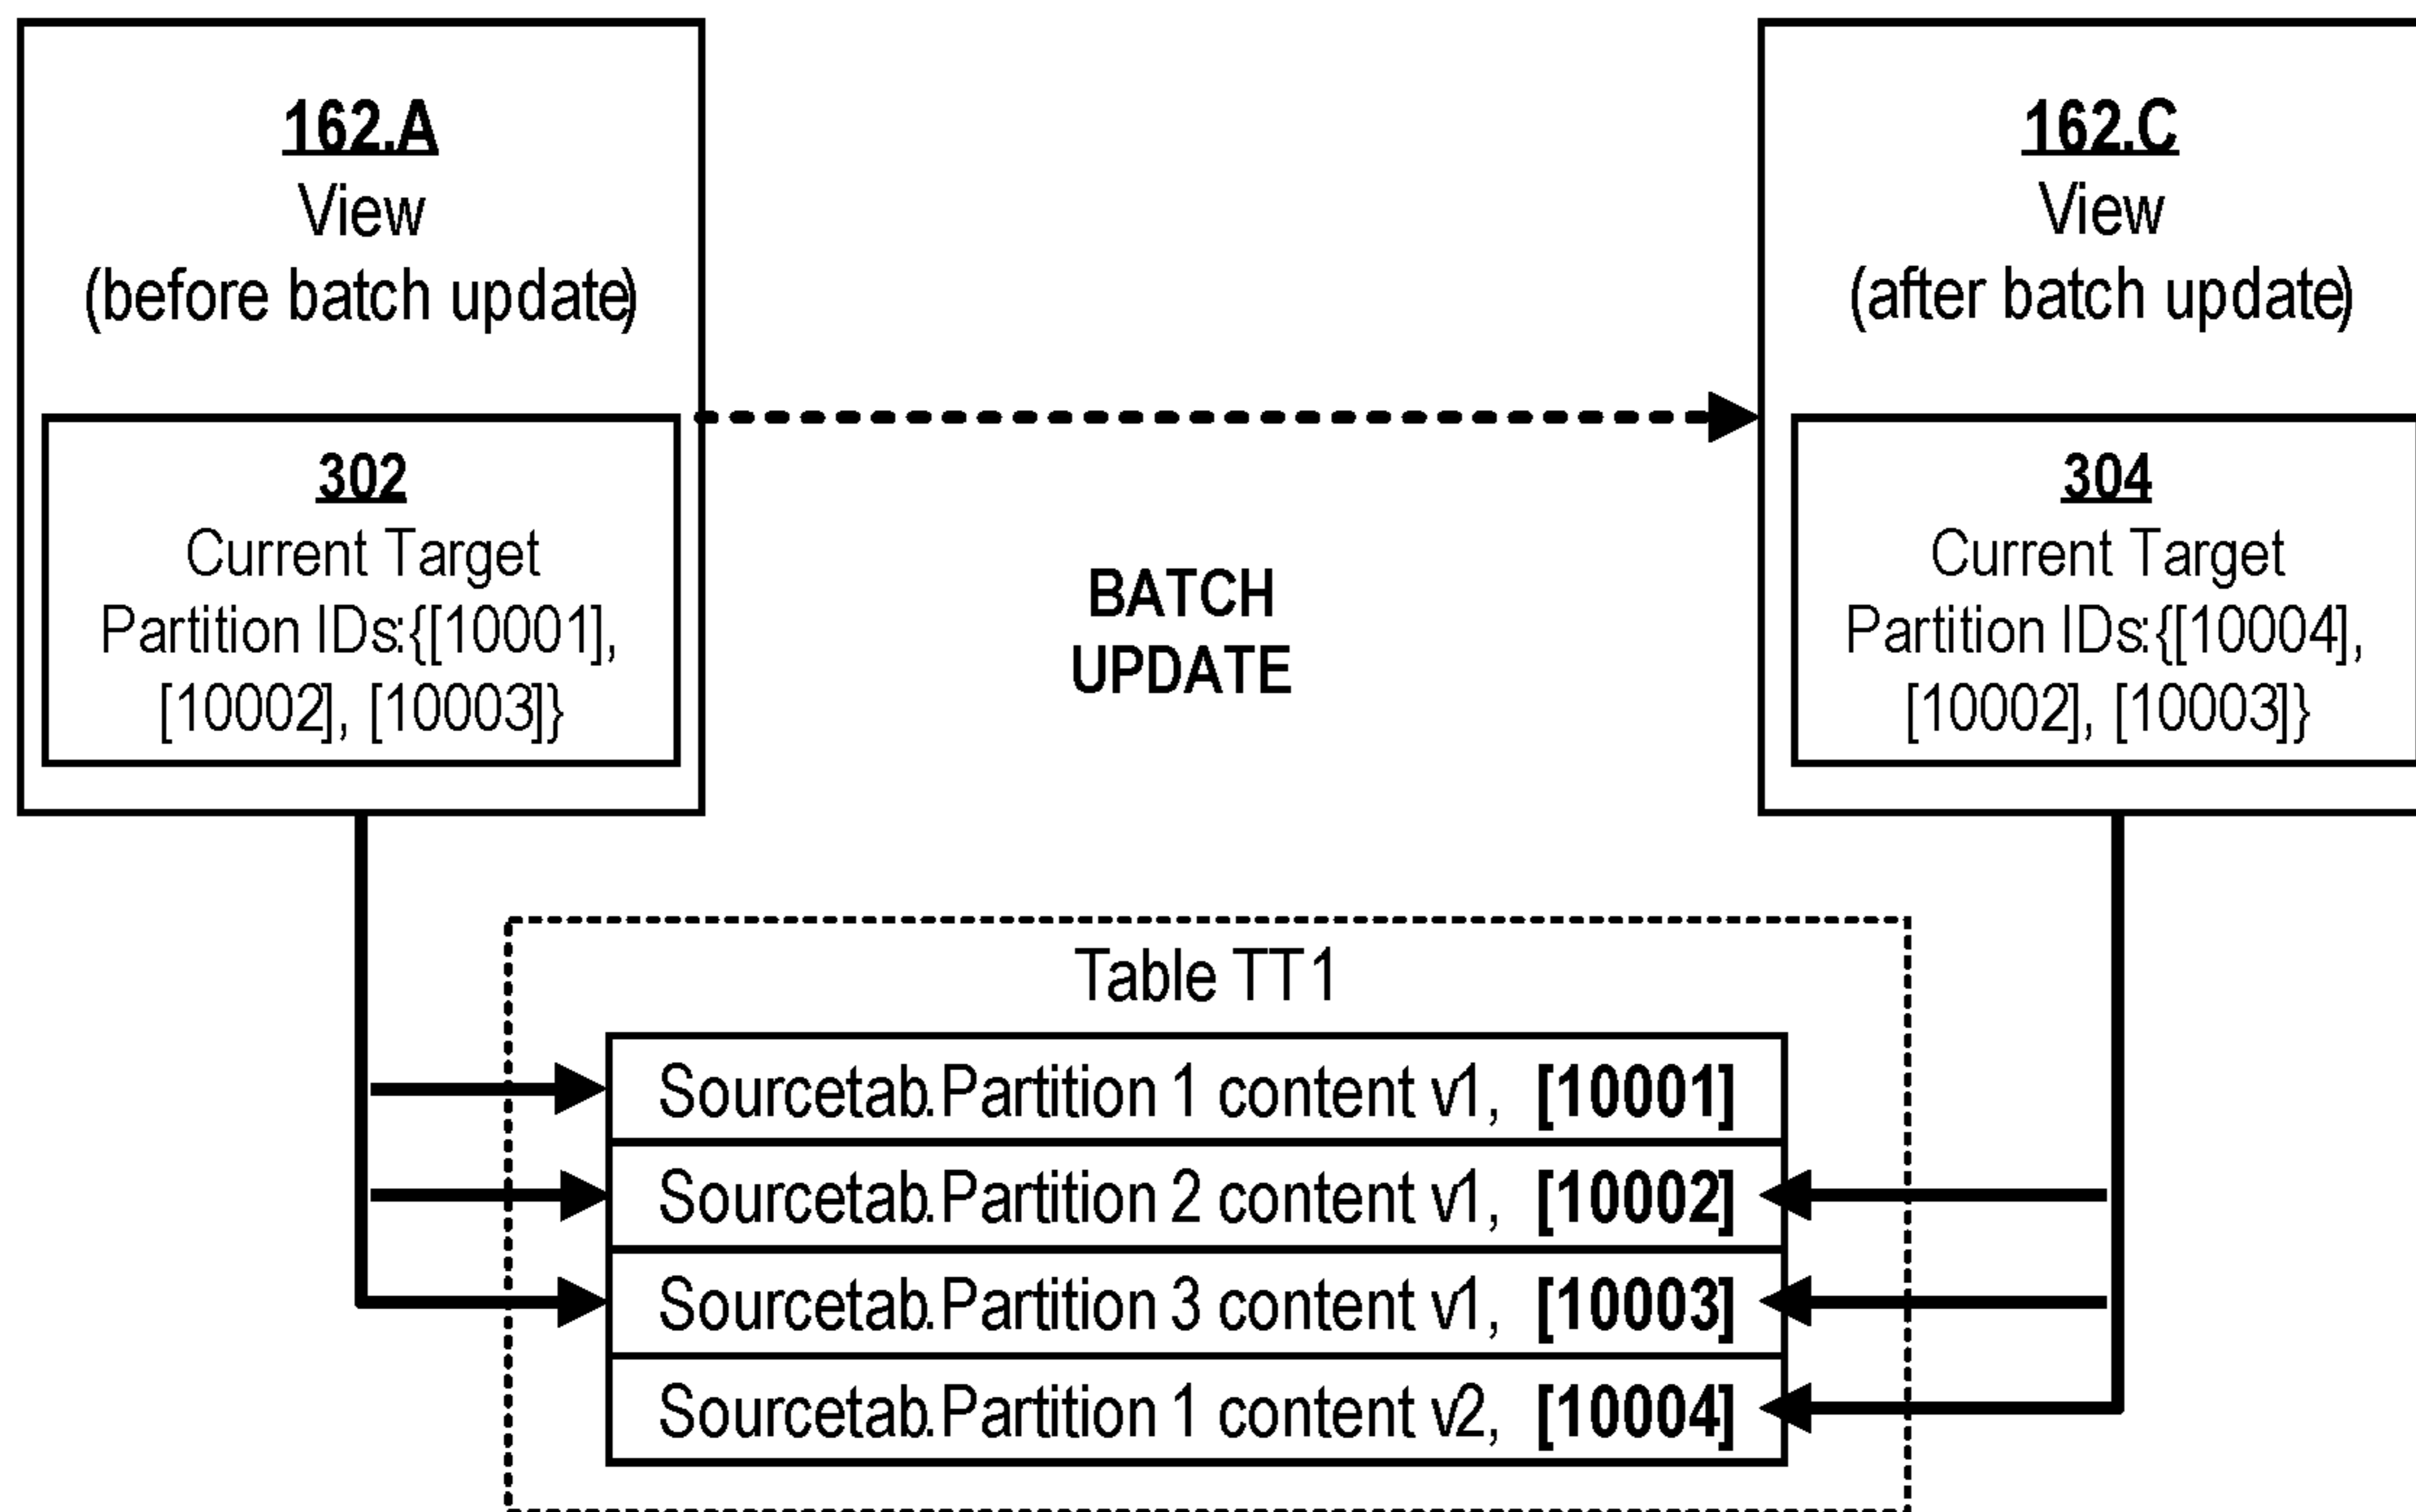 162.A
View
(before batch update)
302
Current Target
Partition IDs:{[10001],
[10002], [10003]}
BATCH
UPDATE
162.C
View
(after batch update)
304
Current Target
Partition IDs:{[10004],
[10002], [10003]}
Table TT1
Sourcetab.Partition 1 content v1, [10001]
Sourcetab.Partition 2 content v1, [10002]
Sourcetab.Partition 3 content v1, [10003]
Sourcetab.Partition 1 content v2, [10004]